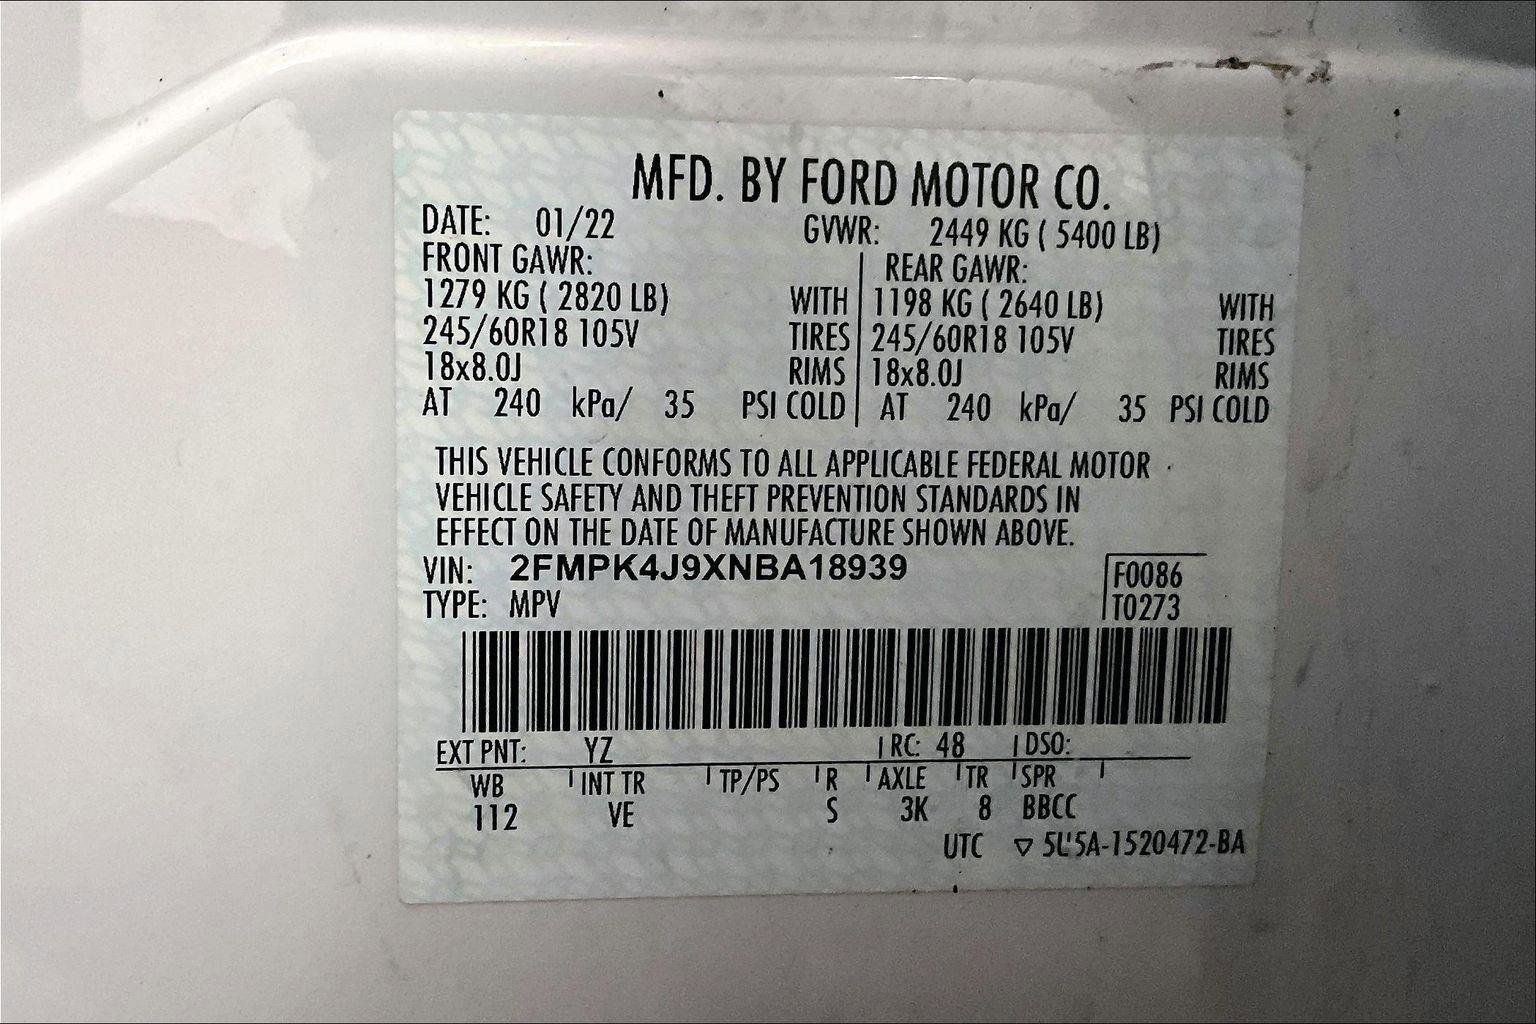 MFD. BY FORD MOTOR CO.
DATE: 01/22 GVWR: 2449 KG ( 5400 LB)
FRONT GAWR: REAR GAWR:
1279 KG ( 2820 LB) WITH 1198 KG ( 2640 LB) WITH
245/60R18 105V TIRES 245/60R18 105V TIRES
18x8.0J RIMS 18x8.0J RIMS
AT 240 kPa/ 35 PSI COLD AT 240 kPa/ 35 PSI COLD
THIS VEHICLE CONFORMS TO ALL APPLICABLE FEDERAL MOTOR
VEHICLE SAFETY AND THEFT PREVENTION STANDARDS IN
EFFECT ON THE DATE OF MANUFACTURE SHOWN ABOVE.
VIN: 2FMPK4J9XNBA18939 F0086
TYPE: MPV T0273
EXT PNT: YZ RC: 48 DSO:
WB INT TR TP/PS R AXLE TR SPR
112 VE S 3K 8 BBCC
UTC ▽